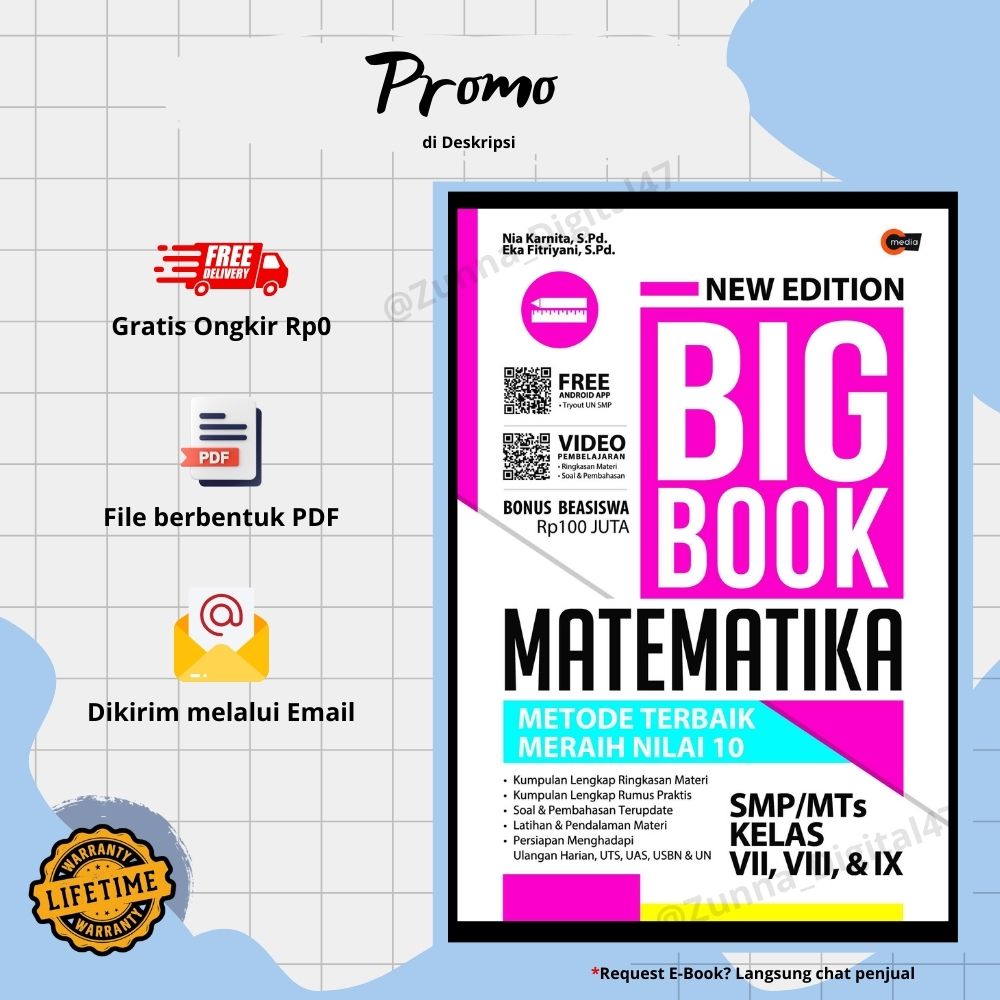 Promo
di Deskripsi
FREE
DELIVERY
Gratis Ongkir Rp0
PDF
File berbentuk PDF
@
Dikirim melalui Email
WARRANTY
LIFETIME
WARRANTY
@Zunna_Digital47
Nia Karnita, S.Pd.
Eka Fitriyani, S.Pd.
C media
NEW EDITION
BIG
BOOK
FREE
ANDROID APP
• Tryout UN SMP
VIDEO
PEMBELAJARAN
• Ringkasan Materi
• Soal & Pembahasan
BONUS BEASISWA
Rp100 JUTA
MATEMATIKA
METODE TERBAIK
MERAIH NILAI 10
• Kumpulan Lengkap Ringkasan Materi
• Kumpulan Lengkap Rumus Praktis
• Soal & Pembahasan Terupdate
• Latihan & Pendalaman Materi
• Persiapan Menghadapi
Ulangan Harian, UTS, UAS, USBN & UN
SMP/MTs
KELAS
VII, VIII, & IX
@Zunna_Digital47
*Request E-Book? Langsung chat penjual